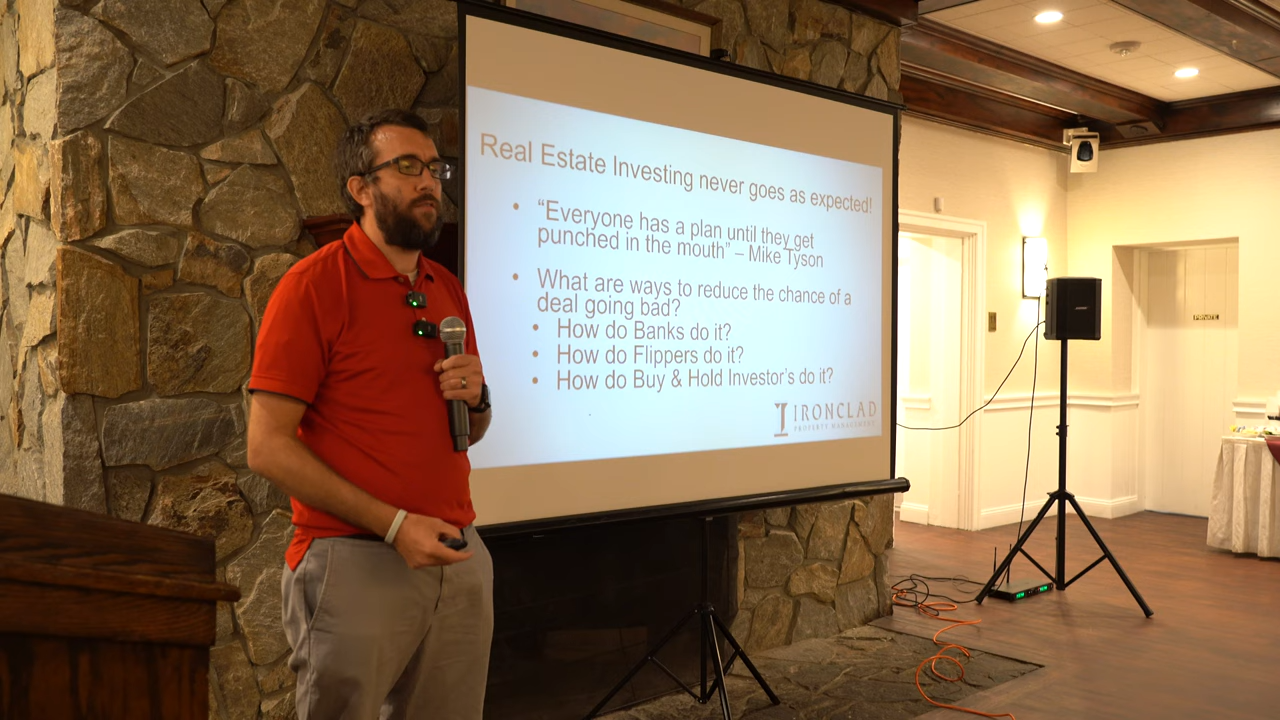 Real Estate Investing never goes as expected!
• “Everyone has a plan until they get
punched in the mouth” – Mike Tyson
• What are ways to reduce the chance of a
deal going bad?
• How do Banks do it?
• How do Flippers do it?
• How do Buy & Hold Investor’s do it?
IRONCLAD
PROPERTY MANAGEMENT
PRIVATE
BOSE